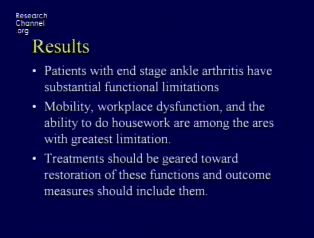 Research
Channel
.org
Results
• Patients with end stage ankle arthritis have
substantial functional limitations
• Mobility, workplace dysfunction, and the
ability to do housework are among the ares
with greatest limitation.
• Treatments should be geared toward
restoration of these functions and outcome
measures should include them.